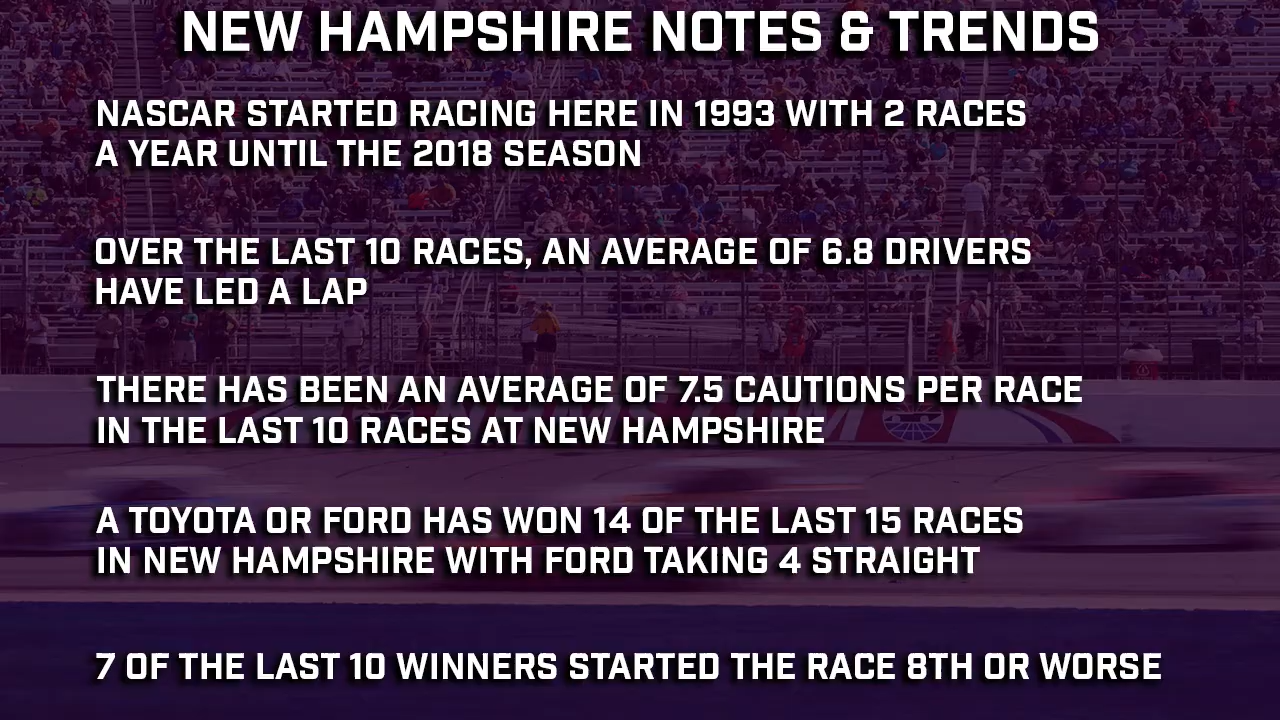 NEW HAMPSHIRE NOTES & TRENDS
NASCAR STARTED RACING HERE IN 1993 WITH 2 RACES
A YEAR UNTIL THE 2018 SEASON
OVER THE LAST 10 RACES, AN AVERAGE OF 6.8 DRIVERS
HAVE LED A LAP
THERE HAS BEEN AN AVERAGE OF 7.5 CAUTIONS PER RACE
IN THE LAST 10 RACES AT NEW HAMPSHIRE
A TOYOTA OR FORD HAS WON 14 OF THE LAST 15 RACES
IN NEW HAMPSHIRE WITH FORD TAKING 4 STRAIGHT
7 OF THE LAST 10 WINNERS STARTED THE RACE 8TH OR WORSE